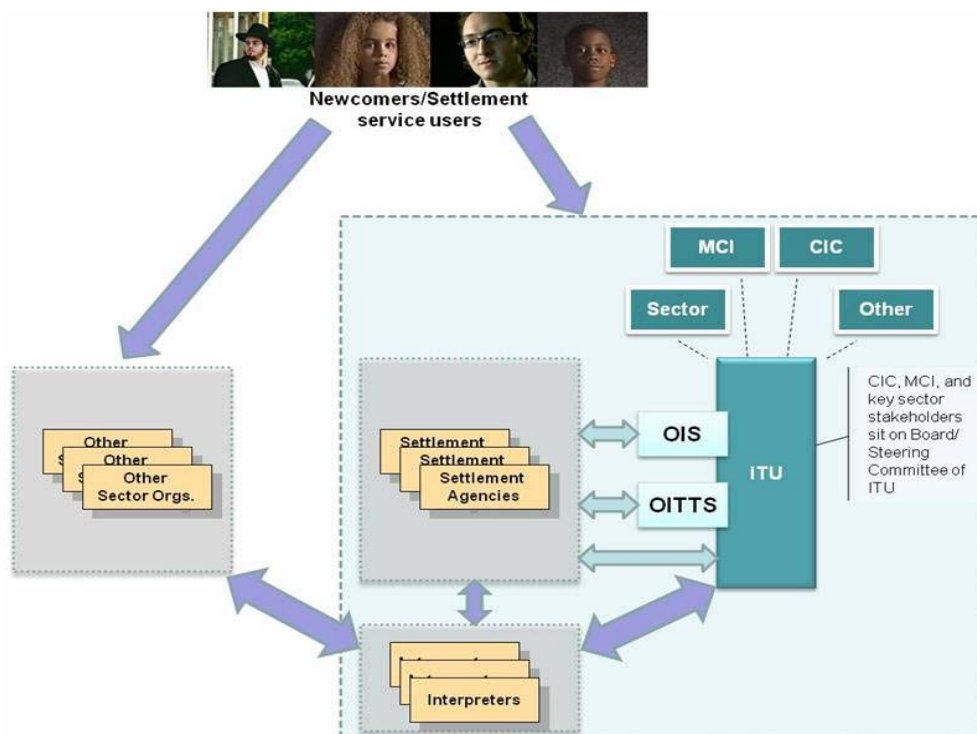 Newcomers/Settlement
service users
MCI
CIC
Sector
Other
CIC, MCI, and
key sector
stakeholders
sit on Board/
Steering
Committee of
ITU
ITU
OIS
OITTS
Other
Other
Other
Sector Orgs.
Settlement
Settlement
Settlement
Agencies
Interpreters